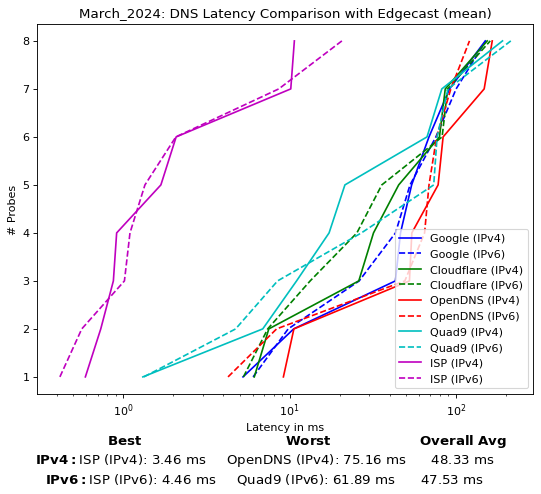 March_2024: DNS Latency Comparison with Edgecast (mean)
# Probes
8
7
6
5
4
3
2
1
Google (IPv4)
Google (IPv6)
Cloudflare (IPv4)
Cloudflare (IPv6)
OpenDNS (IPv4)
OpenDNS (IPv6)
Quad9 (IPv4)
Quad9 (IPv6)
ISP (IPv4)
ISP (IPv6)
10⁰ 10¹ 10²
Latency in ms
Best Worst Overall Avg
IPv4: ISP (IPv4): 3.46 ms OpenDNS (IPv4): 75.16 ms 48.33 ms
IPv6: ISP (IPv6): 4.46 ms Quad9 (IPv6): 61.89 ms 47.53 ms